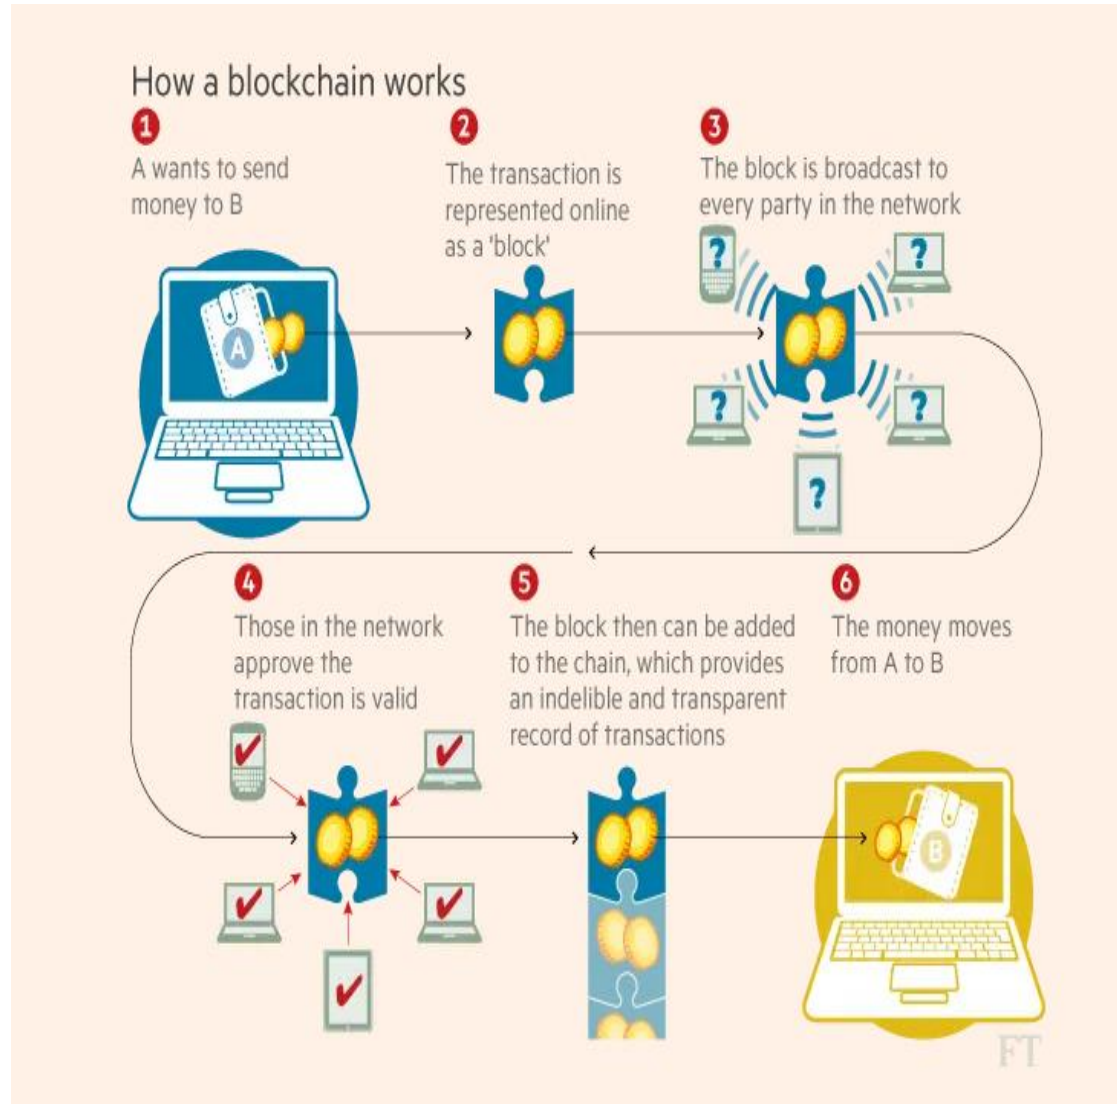 How a blockchain works
1
A wants to send
money to B
2
The transaction is
represented online
as a 'block'
3
The block is broadcast to
every party in the network
?
?
A
?
?
?
4
Those in the network
approve the
transaction is valid
5
The block then can be added
to the chain, which provides
an indelible and transparent
record of transactions
6
The money moves
from A to B
B
FT